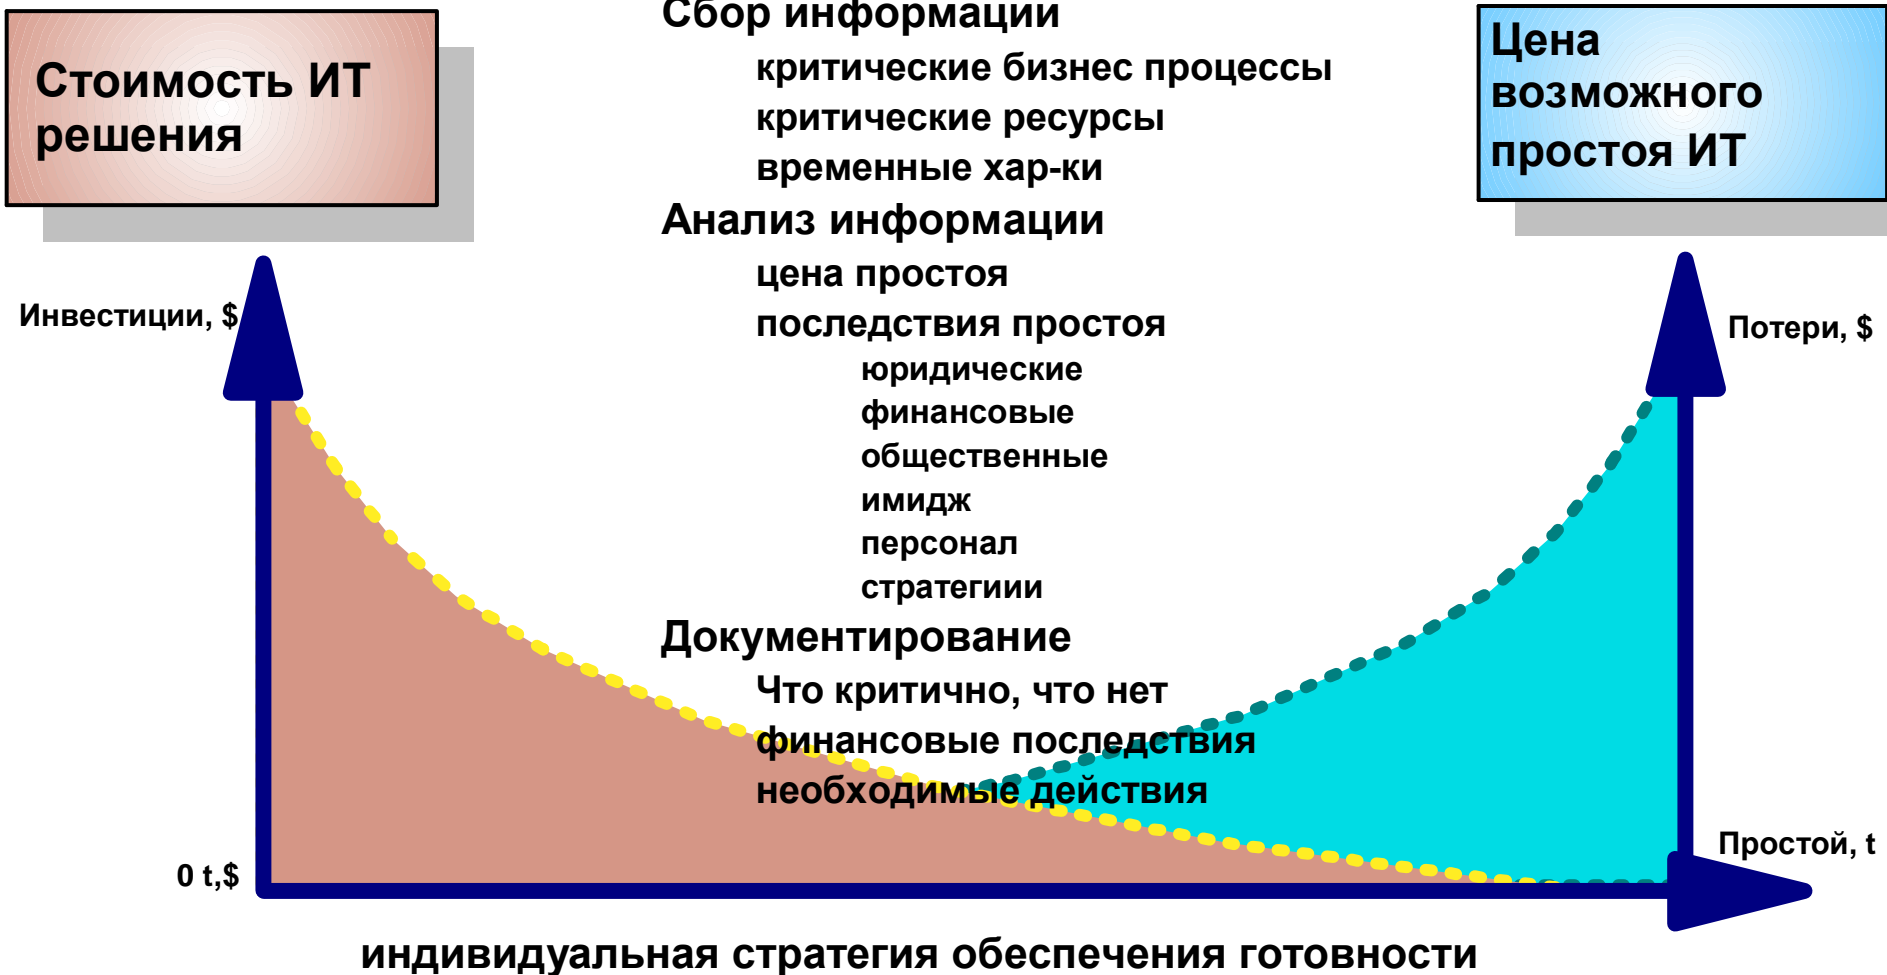 Стоимость ИТ
решения
Сбор информации
критические бизнес процессы
критические ресурсы
временные хар-ки
Анализ информации
цена простоя
последствия простоя
юридические
финансовые
общественные
имидж
персонал
стратегиии
Документирование
Что критично, что нет
финансовые последствия
необходимые действия
Цена
возможного
простоя ИТ
Инвестиции, $
Потери, $
0 t,$
Простой, t
индивидуальная стратегия обеспечения готовности